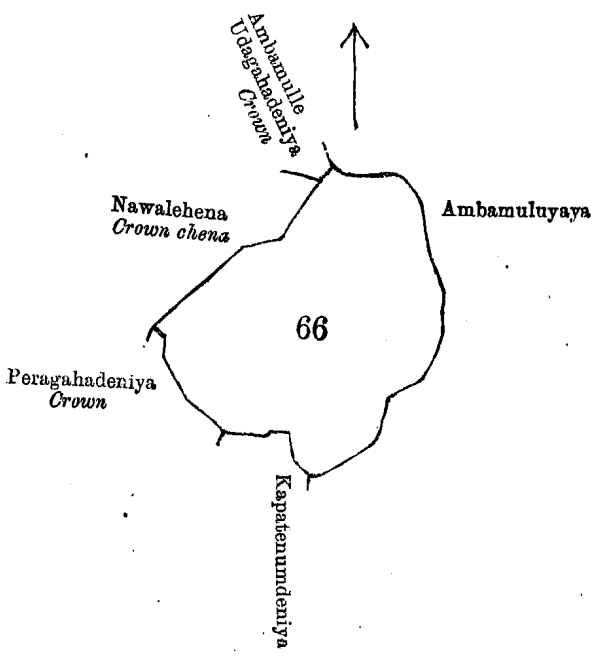 Ambamulle
Udagahadeniya
Crown
Nawalehena
Crown chena
Ambamuluyaya
66
Peragahadeniya
Crown
Kapatenumdeniya